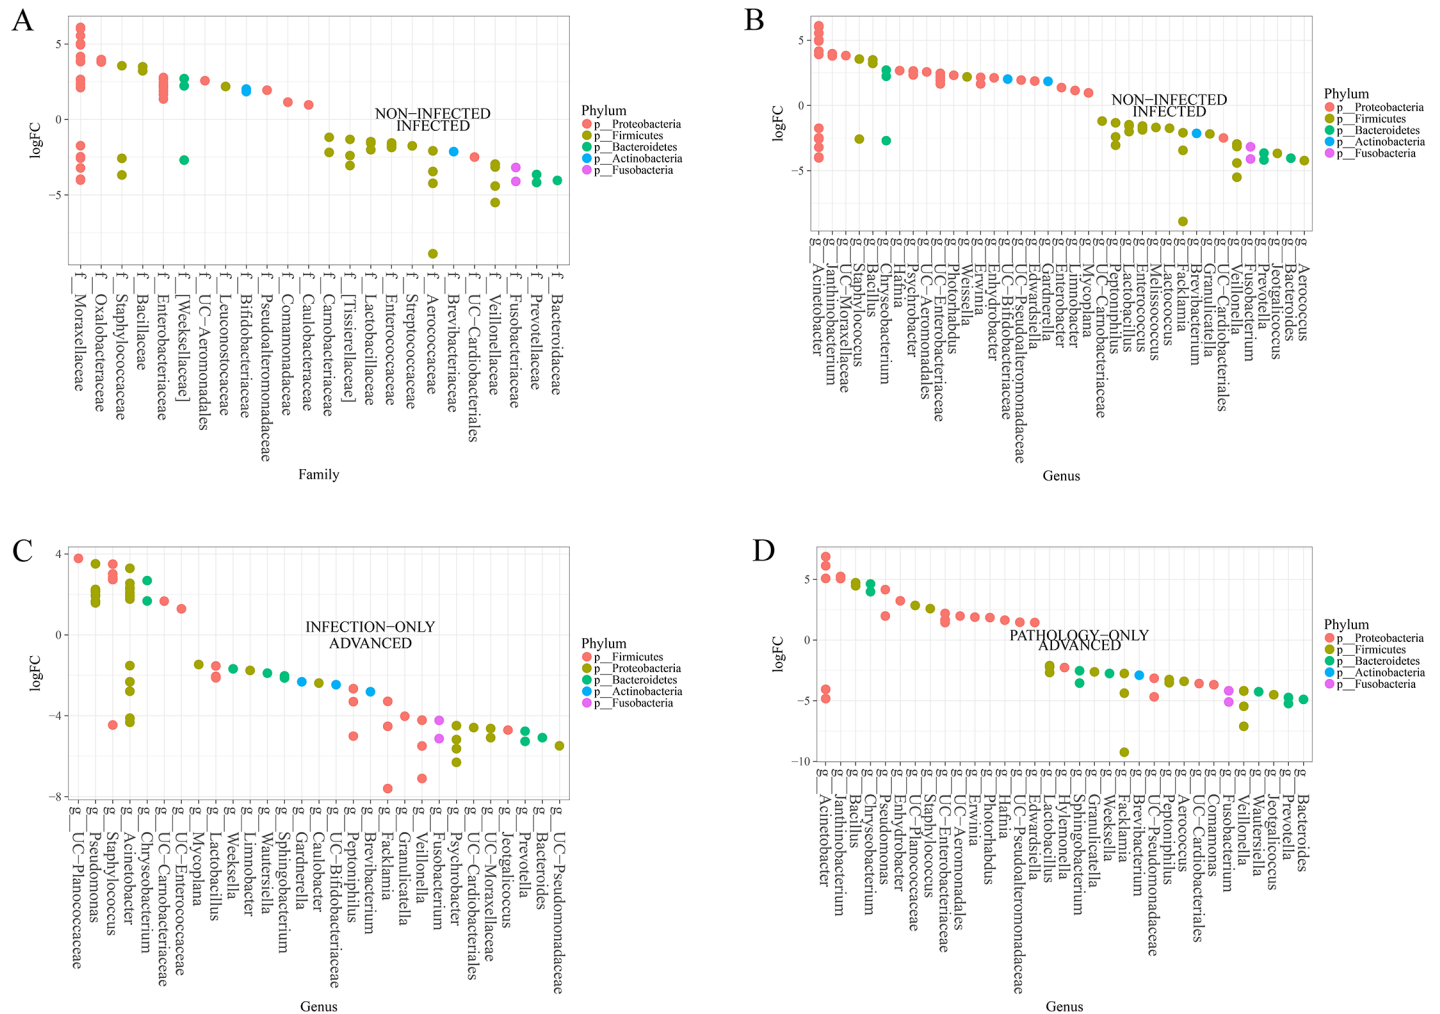 A
logFC
5
0
−5
NON−INFECTED
INFECTED
f__Moraxellaceae
f__Oxalobacteraceae
f__Staphylococcaceae
f__Bacillaceae
f__Enterobacteriaceae
f__[Weeksellaceae]
f__UC−Aeromonadales
f__Leuconostocaceae
f__Bifidobacteriaceae
f__Pseudoalteromonadaceae
f__Comamonadaceae
f__Caulobacteraceae
f__Carnobacteriaceae
f__[Tissierellaceae]
f__Lactobacillaceae
f__Enterococcaceae
f__Streptococcaceae
f__Aerococcaceae
f__Brevibacteriaceae
f__UC−Cardiobacteriales
f__Veillonellaceae
f__Fusobacteriaceae
f__Prevotellaceae
f__Bacteroidaceae
Family
Phylum
p__Proteobacteria
p__Firmicutes
p__Bacteroidetes
p__Actinobacteria
p__Fusobacteria
B
logFC
5
0
−5
NON−INFECTED
INFECTED
g__Acinetobacter
g__Janthinobacterium
g__UC−Moraxellaceae
g__Staphylococcus
g__Bacillus
g__Chryseobacterium
g__Hafnia
g__Psychrobacter
g__UC−Aeromonadales
g__UC−Enterobacteriaceae
g__Photorhabdus
g__Weissella
g__Erwinia
g__Enhydrobacter
g__UC−Bifidobacteriaceae
g__UC−Pseudoalteromonadaceae
g__Edwardsiella
g__Gardnerella
g__Enterobacter
g__Limnobacter
g__Mycoplana
g__UC−Carnobacteriaceae
g__Peptoniphilus
g__Lactobacillus
g__Enterococcus
g__Melissococcus
g__Lactococcus
g__Facklamia
g__Brevibacterium
g__Granulicatella
g__UC−Cardiobacteriales
g__Veillonella
g__Fusobacterium
g__Prevotella
g__Jeotgalicoccus
g__Bacteroides
g__Aerococcus
Genus
Phylum
p__Proteobacteria
p__Firmicutes
p__Bacteroidetes
p__Actinobacteria
p__Fusobacteria
C
logFC
4
0
−4
−8
INFECTION−ONLY
ADVANCED
g__UC−Planococcaceae
g__Pseudomonas
g__Staphylococcus
g__Acinetobacter
g__Chryseobacterium
g__UC−Carnobacteriaceae
g__UC−Enterococcaceae
g__Mycoplana
g__Lactobacillus
g__Weeksella
g__Limnobacter
g__Wautersiella
g__Sphingobacterium
g__Gardnerella
g__Caulobacter
g__UC−Bifidobacteriaceae
g__Peptoniphilus
g__Brevibacterium
g__Facklamia
g__Granulicatella
g__Veillonella
g__Fusobacterium
g__Psychrobacter
g__UC−Cardiobacteriales
g__UC−Moraxellaceae
g__Jeotgalicoccus
g__Prevotella
g__Bacteroides
g__UC−Pseudomonadaceae
Genus
Phylum
p__Firmicutes
p__Proteobacteria
p__Bacteroidetes
p__Actinobacteria
p__Fusobacteria
D
logFC
5
0
−5
−10
PATHOLOGY−ONLY
ADVANCED
g__Acinetobacter
g__Janthinobacterium
g__Bacillus
g__Chryseobacterium
g__Pseudomonas
g__Enhydrobacter
g__UC−Planococcaceae
g__Staphylococcus
g__UC−Enterobacteriaceae
g__UC−Aeromonadales
g__Erwinia
g__Photorhabdus
g__Hafnia
g__UC−Pseudoalteromonadaceae
g__Edwardsiella
g__Lactobacillus
g__Hylemonella
g__Sphingobacterium
g__Granulicatella
g__Weeksella
g__Facklamia
g__Brevibacterium
g__UC−Pseudomonadaceae
g__Peptoniphilus
g__Aerococcus
g__UC−Cardiobacteriales
g__Comamonas
g__Fusobacterium
g__Veillonella
g__Wautersiella
g__Jeotgalicoccus
g__Prevotella
g__Bacteroides
Genus
Phylum
p__Proteobacteria
p__Firmicutes
p__Bacteroidetes
p__Actinobacteria
p__Fusobacteria